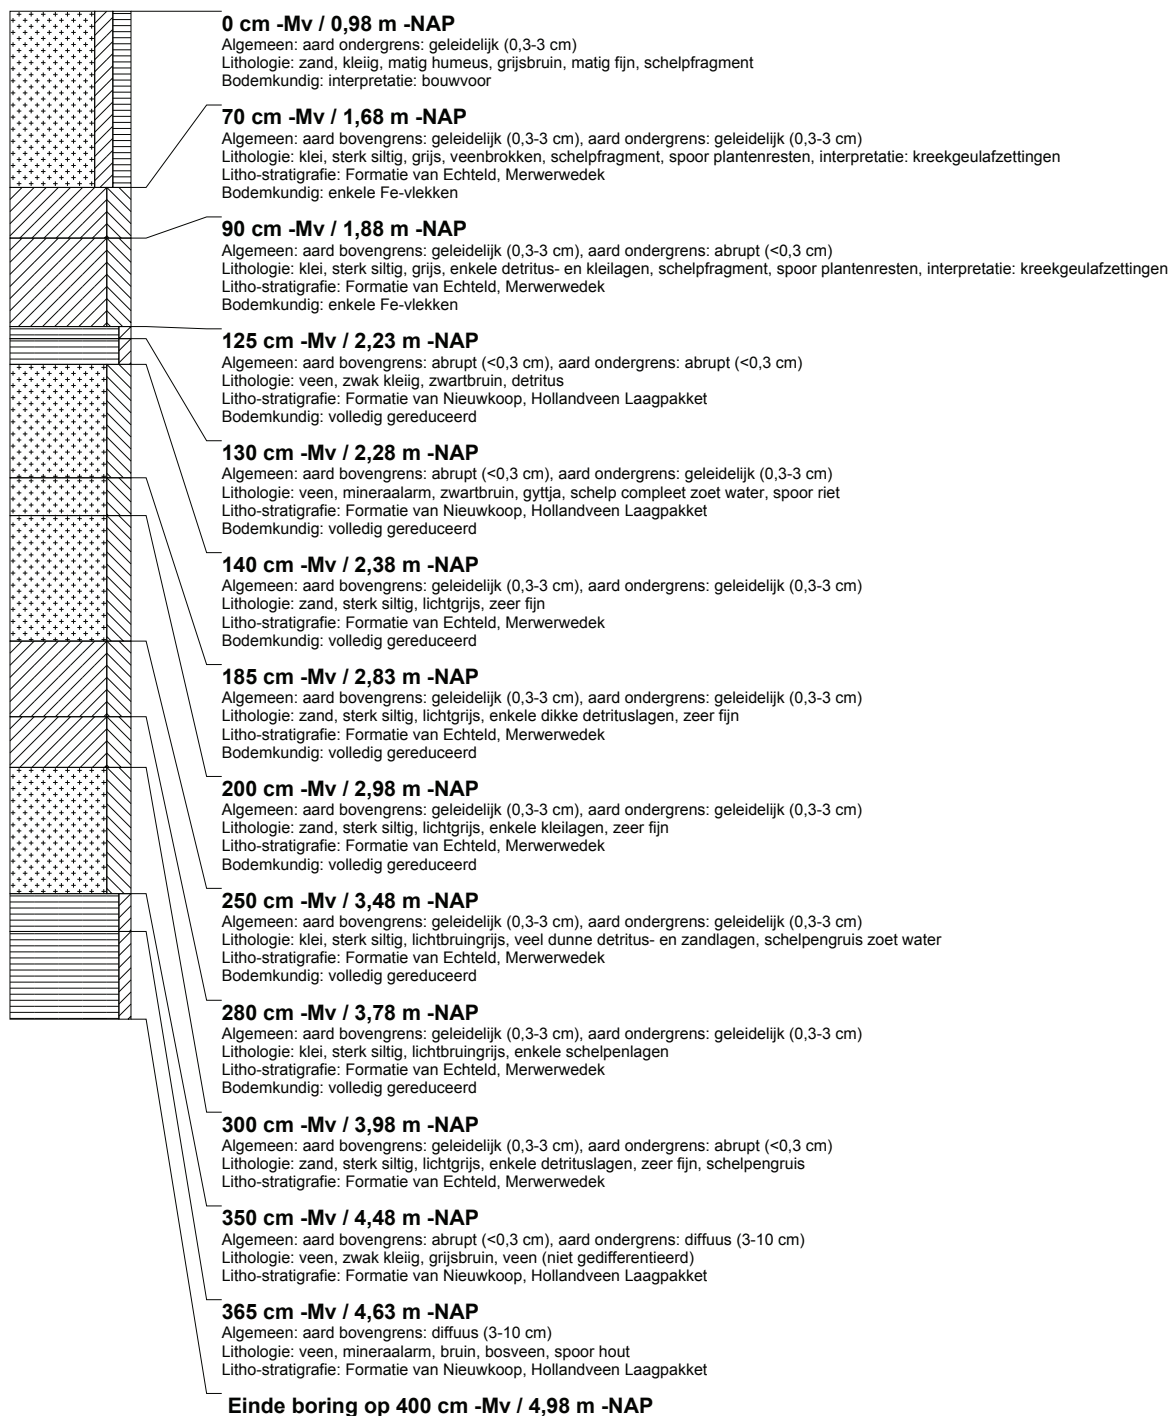 0 cm -Mv / 0,98 m -NAP
Algemeen: aard ondergrens: geleidelijk (0,3-3 cm)
Lithologie: zand, kleiig, matig humeus, grijsbruin, matig fijn, schelpfragment
Bodemkundig: interpretatie: bouwvoor
70 cm -Mv / 1,68 m -NAP
Algemeen: aard bovengrens: geleidelijk (0,3-3 cm), aard ondergrens: geleidelijk (0,3-3 cm)
Lithologie: klei, sterk siltig, grijs, veenbrokken, schelpfragment, spoor plantenresten, interpretatie: kreekgeulafzettingen
Litho-stratigrafie: Formatie van Echteld, Merwerwedek
Bodemkundig: enkele Fe-vlekken
90 cm -Mv / 1,88 m -NAP
Algemeen: aard bovengrens: geleidelijk (0,3-3 cm), aard ondergrens: abrupt (<0,3 cm)
Lithologie: klei, sterk siltig, grijs, enkele detritus- en kleilagen, schelpfragment, spoor plantenresten, interpretatie: kreekgeulafzettingen
Litho-stratigrafie: Formatie van Echteld, Merwerwedek
Bodemkundig: enkele Fe-vlekken
125 cm -Mv / 2,23 m -NAP
Algemeen: aard bovengrens: abrupt (<0,3 cm), aard ondergrens: abrupt (<0,3 cm)
Lithologie: veen, zwak kleiig, zwartbruin, detritus
Litho-stratigrafie: Formatie van Nieuwkoop, Hollandveen Laagpakket
Bodemkundig: volledig gereduceerd
130 cm -Mv / 2,28 m -NAP
Algemeen: aard bovengrens: abrupt (<0,3 cm), aard ondergrens: geleidelijk (0,3-3 cm)
Lithologie: veen, mineraalarm, zwartbruin, gyttja, schelp compleet zoet water, spoor riet
Litho-stratigrafie: Formatie van Nieuwkoop, Hollandveen Laagpakket
Bodemkundig: volledig gereduceerd
140 cm -Mv / 2,38 m -NAP
Algemeen: aard bovengrens: geleidelijk (0,3-3 cm), aard ondergrens: geleidelijk (0,3-3 cm)
Lithologie: zand, sterk siltig, lichtgrijs, zeer fijn
Litho-stratigrafie: Formatie van Echteld, Merwerwedek
Bodemkundig: volledig gereduceerd
185 cm -Mv / 2,83 m -NAP
Algemeen: aard bovengrens: geleidelijk (0,3-3 cm), aard ondergrens: geleidelijk (0,3-3 cm)
Lithologie: zand, sterk siltig, lichtgrijs, enkele dikke detrituslagen, zeer fijn
Litho-stratigrafie: Formatie van Echteld, Merwerwedek
Bodemkundig: volledig gereduceerd
200 cm -Mv / 2,98 m -NAP
Algemeen: aard bovengrens: geleidelijk (0,3-3 cm), aard ondergrens: geleidelijk (0,3-3 cm)
Lithologie: zand, sterk siltig, lichtgrijs, enkele kleilagen, zeer fijn
Litho-stratigrafie: Formatie van Echteld, Merwerwedek
Bodemkundig: volledig gereduceerd
250 cm -Mv / 3,48 m -NAP
Algemeen: aard bovengrens: geleidelijk (0,3-3 cm), aard ondergrens: geleidelijk (0,3-3 cm)
Lithologie: klei, sterk siltig, lichtbruingrijs, veel dunne detritus- en zandlagen, schelpengruis zoet water
Litho-stratigrafie: Formatie van Echteld, Merwerwedek
Bodemkundig: volledig gereduceerd
280 cm -Mv / 3,78 m -NAP
Algemeen: aard bovengrens: geleidelijk (0,3-3 cm), aard ondergrens: geleidelijk (0,3-3 cm)
Lithologie: klei, sterk siltig, lichtbruingrijs, enkele schelpenlagen
Litho-stratigrafie: Formatie van Echteld, Merwerwedek
Bodemkundig: volledig gereduceerd
300 cm -Mv / 3,98 m -NAP
Algemeen: aard bovengrens: geleidelijk (0,3-3 cm), aard ondergrens: abrupt (<0,3 cm)
Lithologie: zand, sterk siltig, lichtgrijs, enkele detrituslagen, zeer fijn, schelpengruis
Litho-stratigrafie: Formatie van Echteld, Merwerwedek
350 cm -Mv / 4,48 m -NAP
Algemeen: aard bovengrens: abrupt (<0,3 cm), aard ondergrens: diffuus (3-10 cm)
Lithologie: veen, zwak kleiig, grijsbruin, veen (niet gedifferentieerd)
Litho-stratigrafie: Formatie van Nieuwkoop, Hollandveen Laagpakket
365 cm -Mv / 4,63 m -NAP
Algemeen: aard bovengrens: diffuus (3-10 cm)
Lithologie: veen, mineraalarm, bruin, bosveen, spoor hout
Litho-stratigrafie: Formatie van Nieuwkoop, Hollandveen Laagpakket
Einde boring op 400 cm -Mv / 4,98 m -NAP